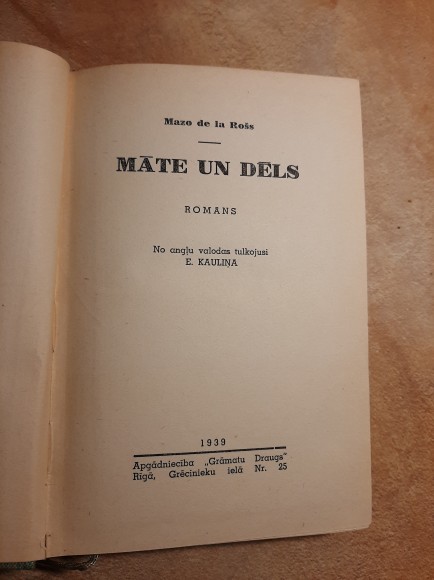 Mazo de la Rošs
MĀTE UN DĒLS
ROMANS
No angļu valodas tulkojusi
E. KAULIŅA
1939
Apgādniecība „Grāmatu Draugs"
Rīgā, Grēcinieku ielā Nr. 25